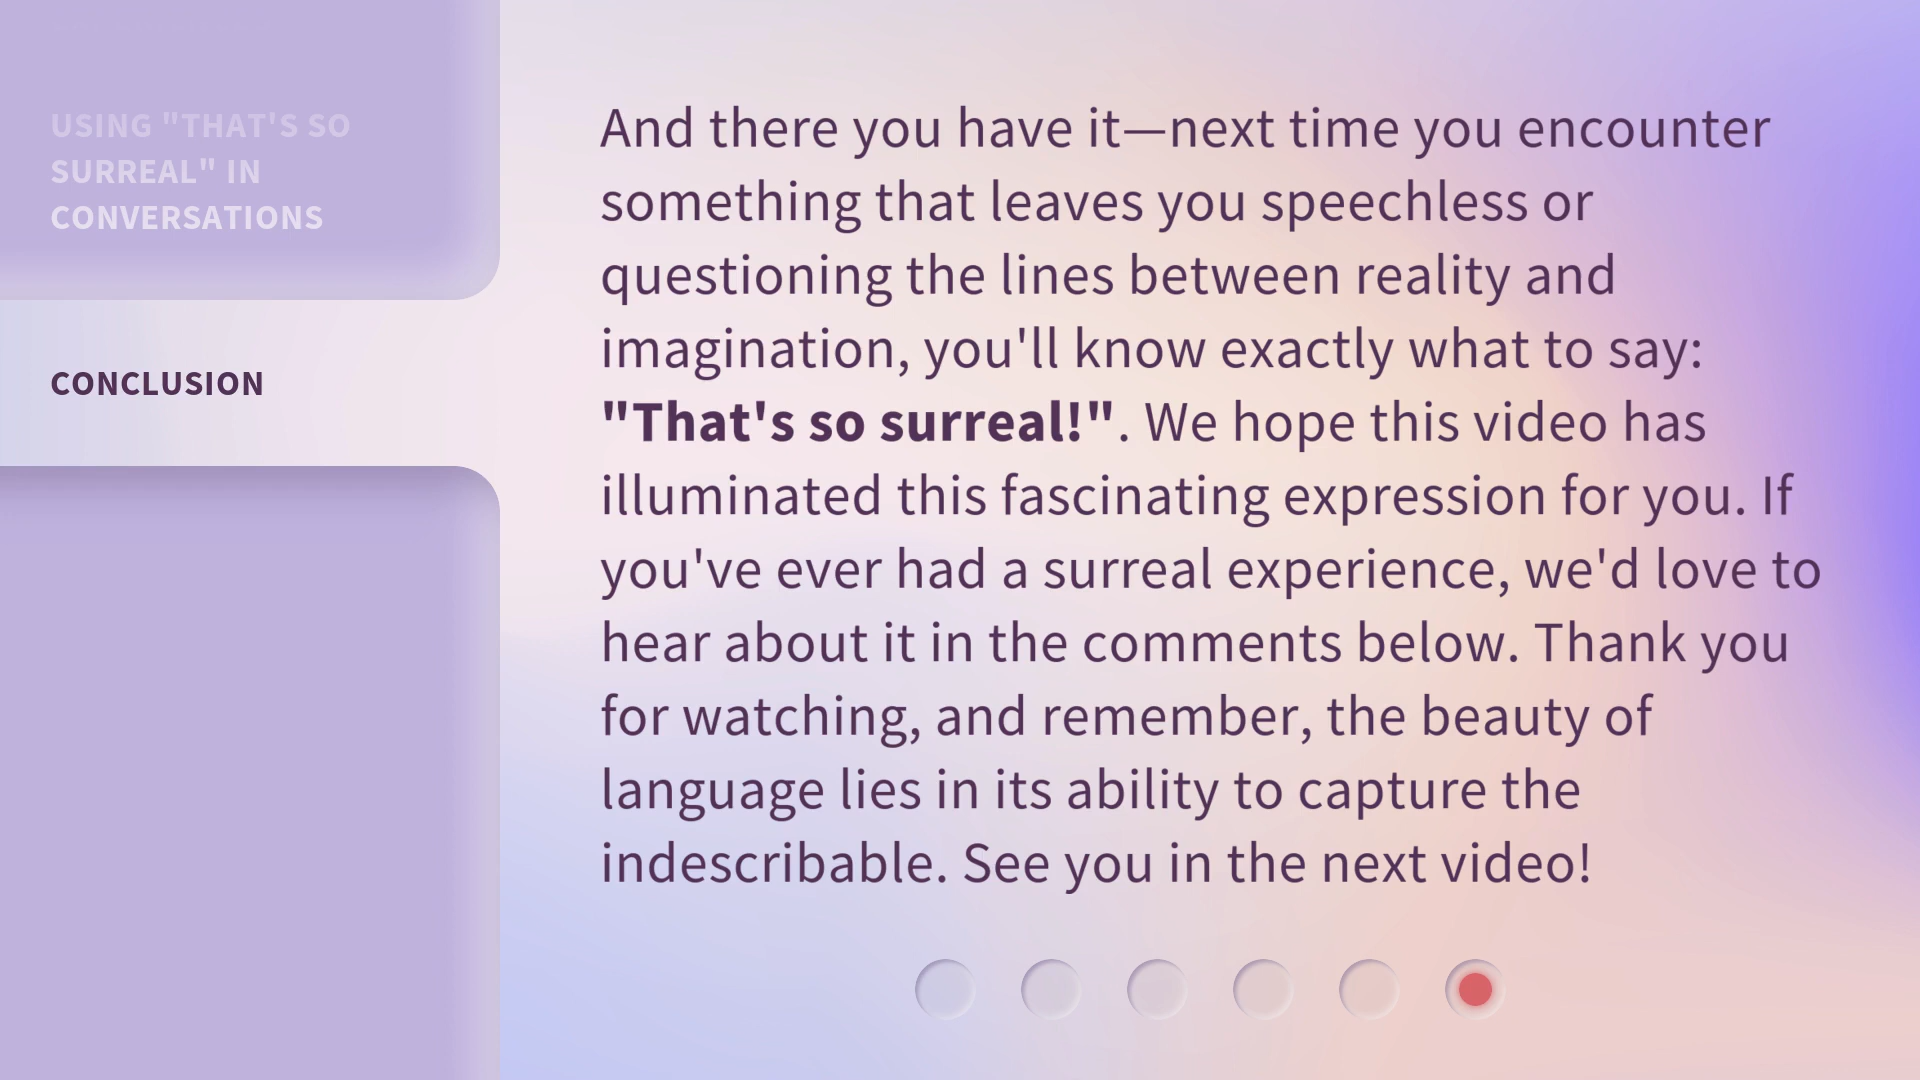 USING "THAT'S SO
SURREAL" IN
CONVERSATIONS
CONCLUSION
And there you have it—next time you encounter
something that leaves you speechless or
questioning the lines between reality and
imagination, you'll know exactly what to say:
"That's so surreal!". We hope this video has
illuminated this fascinating expression for you. If
you've ever had a surreal experience, we'd love to
hear about it in the comments below. Thank you
for watching, and remember, the beauty of
language lies in its ability to capture the
indescribable. See you in the next video!